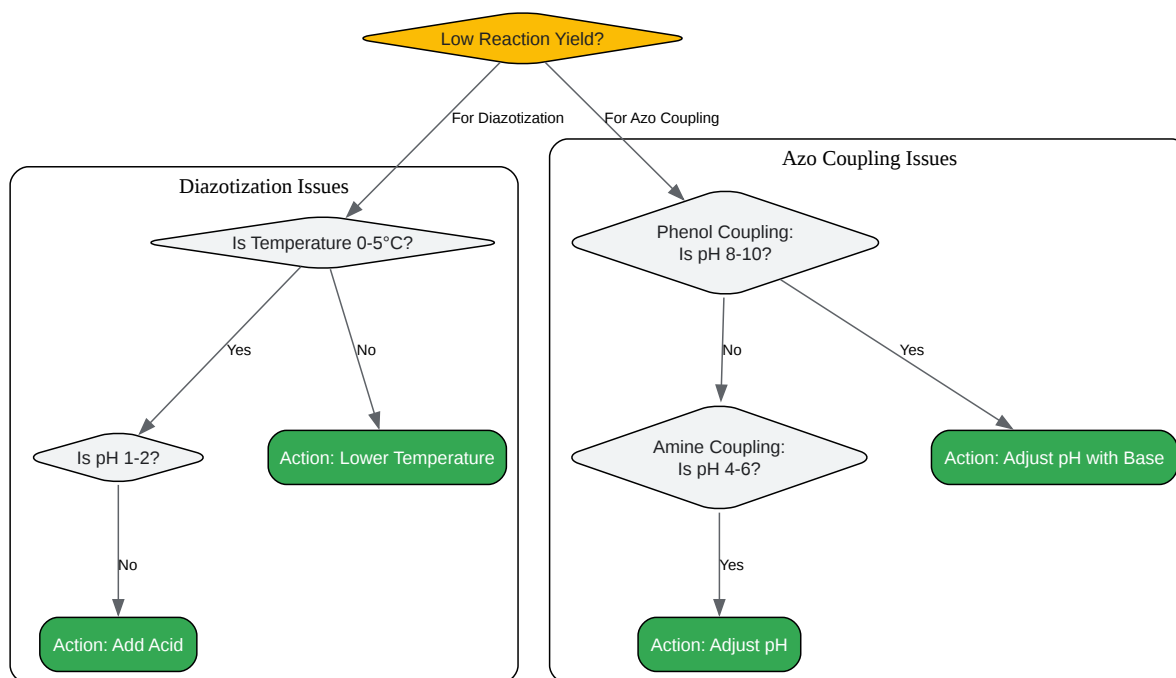 Low Reaction Yield?
For Diazotization
For Azo Coupling
Diazotization Issues
Azo Coupling Issues
Is Temperature 0-5°C?
Phenol Coupling:
Is pH 8-10?
Yes
No
No
Yes
Is pH 1-2?
Action: Lower Temperature
Amine Coupling:
Is pH 4-6?
Action: Adjust pH with Base
No
Yes
Action: Add Acid
Action: Adjust pH